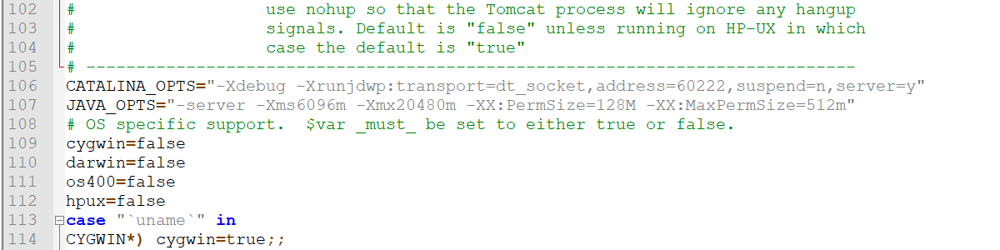 102 #                   use nohup so that the Tomcat process will ignore any hangup
103 #                   signals. Default is "false" unless running on HP-UX in which
104 #                   case the default is "true"
105 # -----------------------------------------------------------------------------
106 CATALINA_OPTS="-Xdebug -Xrunjdwp:transport=dt_socket,address=60222,suspend=n,server=y"
107 JAVA_OPTS="-server -Xms6096m -Xmx20480m -XX:PermSize=128M -XX:MaxPermSize=512m"
108 # OS specific support.  $var _must_ be set to either true or false.
109 cygwin=false
110 darwin=false
111 os400=false
112 hpux=false
113 case "`uname`" in
114 CYGWIN*) cygwin=true;;